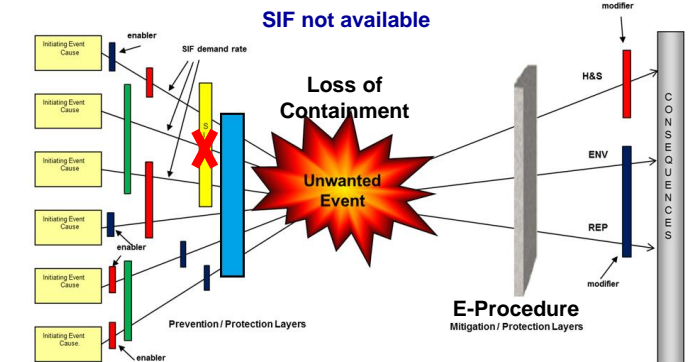 SIF not available
modifier
enabler
SIF demand rate
Initiating Event
Cause
Initiating Event
Cause
Initiating Event
Cause
Initiating Event
Cause
Initiating Event
Cause
Initiating Event
Cause.
S
Loss of
Containment
Unwanted
Event
H&S
ENV
REP
C
O
N
S
E
Q
U
E
N
C
E
S
enabler
enabler
modifier
Prevention / Protection Layers
E-Procedure
Mitigation / Protection Layers